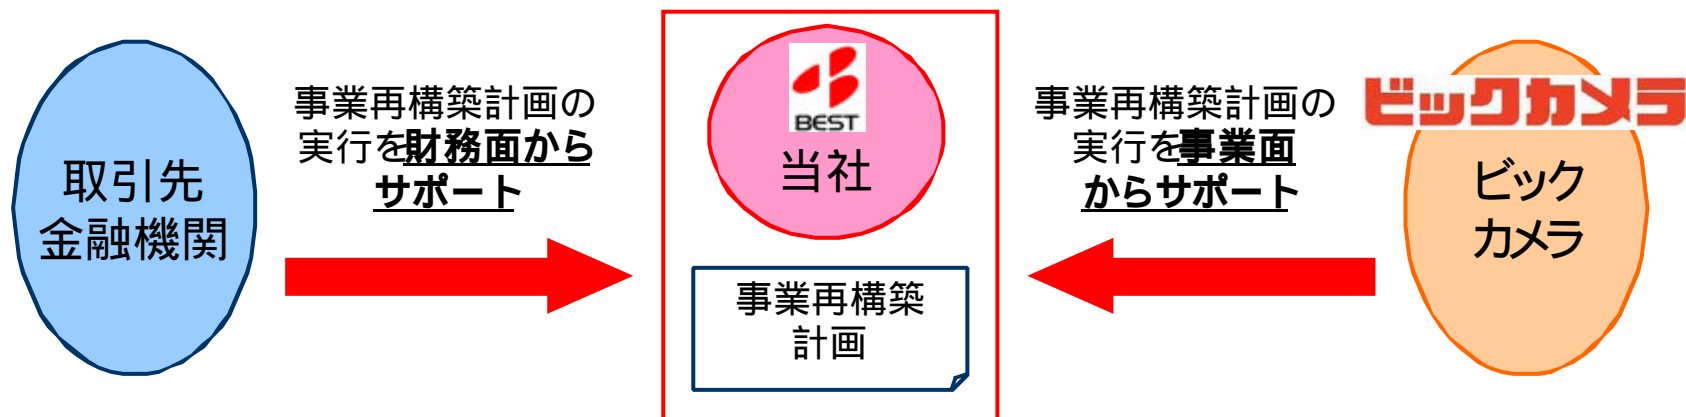 取引先
金融機関
事業再構築計画の
実行を財務面から
サポート
BEST
当社
事業再構築
計画
事業再構築計画の
実行を事業面
からサポート
ビックカメラ
ビック
カメラ